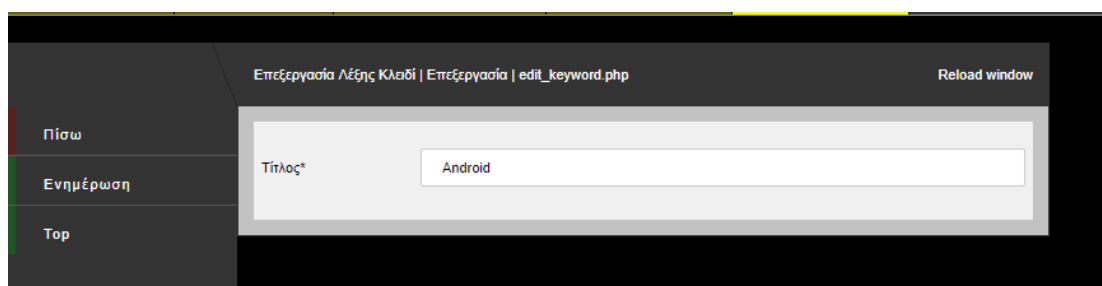 Επεξεργασία Λέξης Κλειδί | Επεξεργασία | edit_keyword.php
Reload window
Πίσω
Ενημέρωση
Top
Τίτλος*
Android